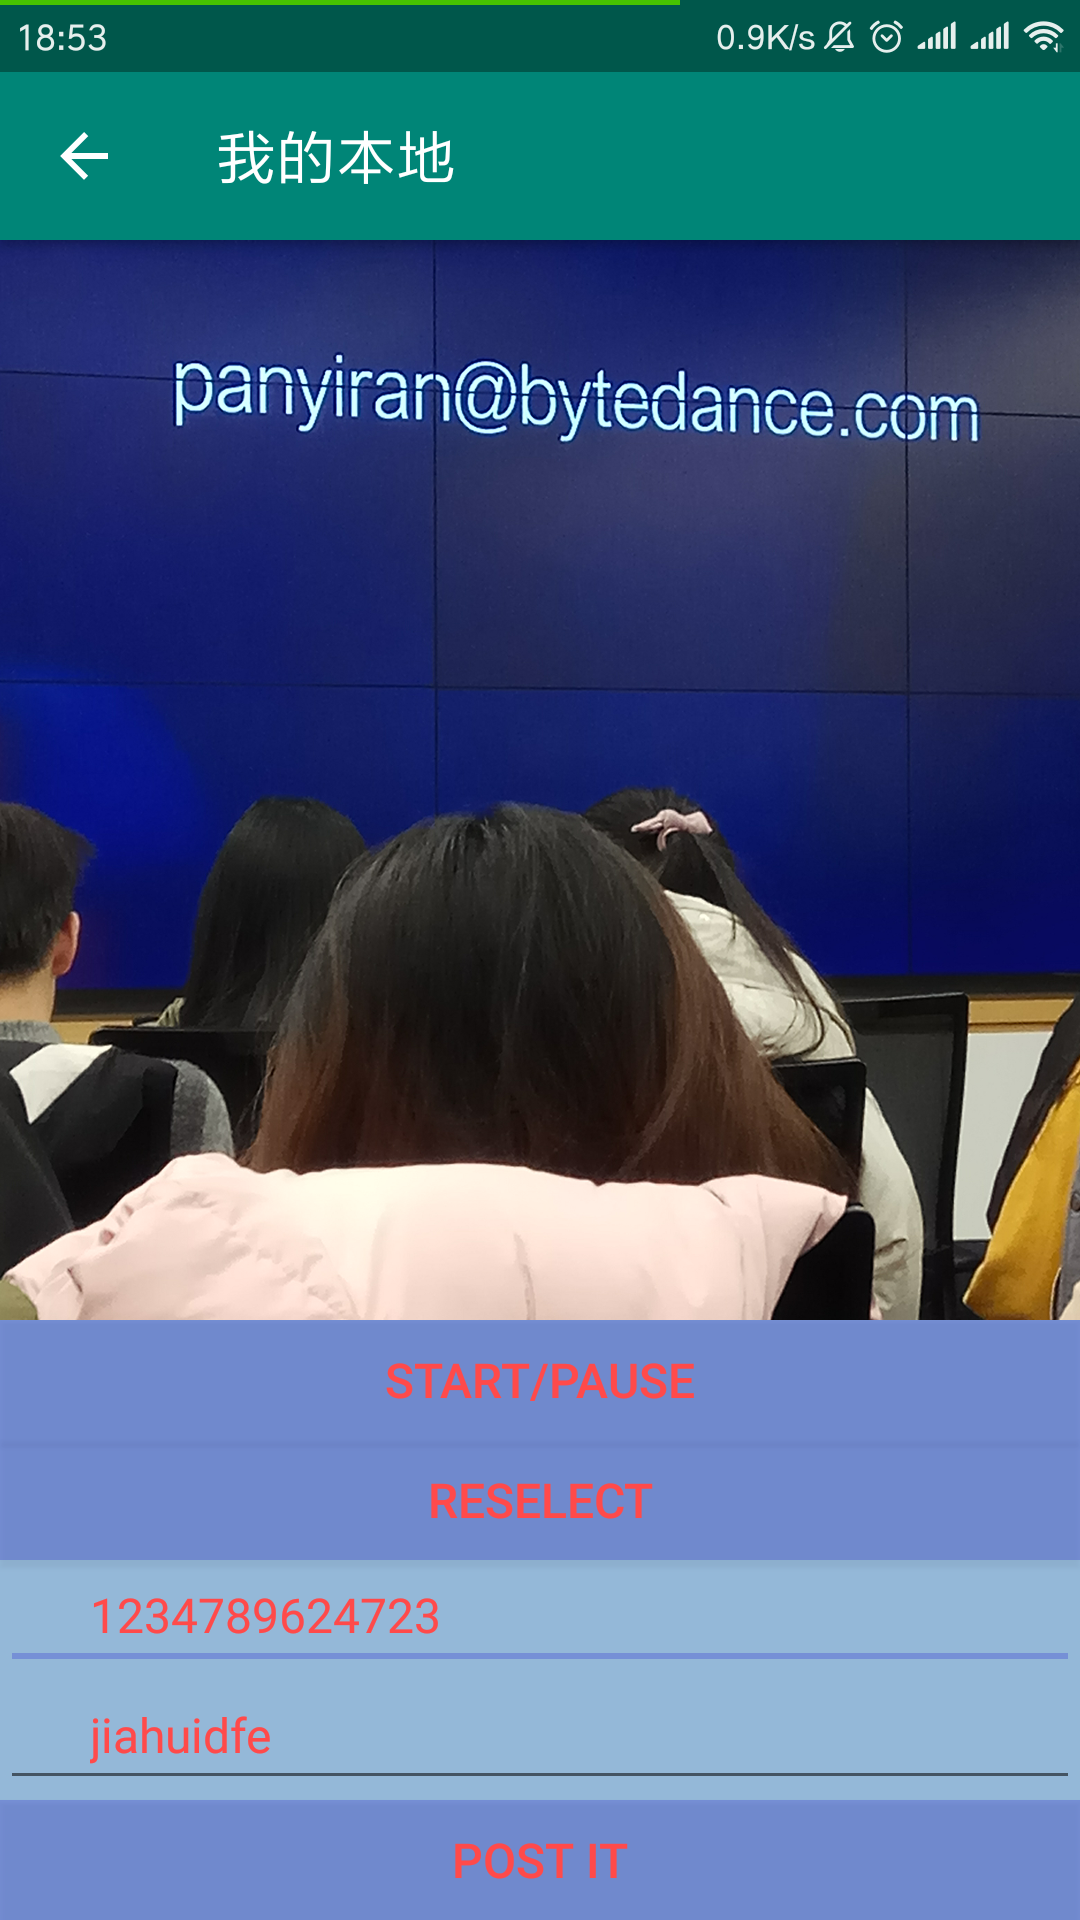 18:53 0.9K/s
我的本地
panyiran@bytedance.com
START/PAUSE
RESELECT
1234789624723
jiahuidfe
POST IT